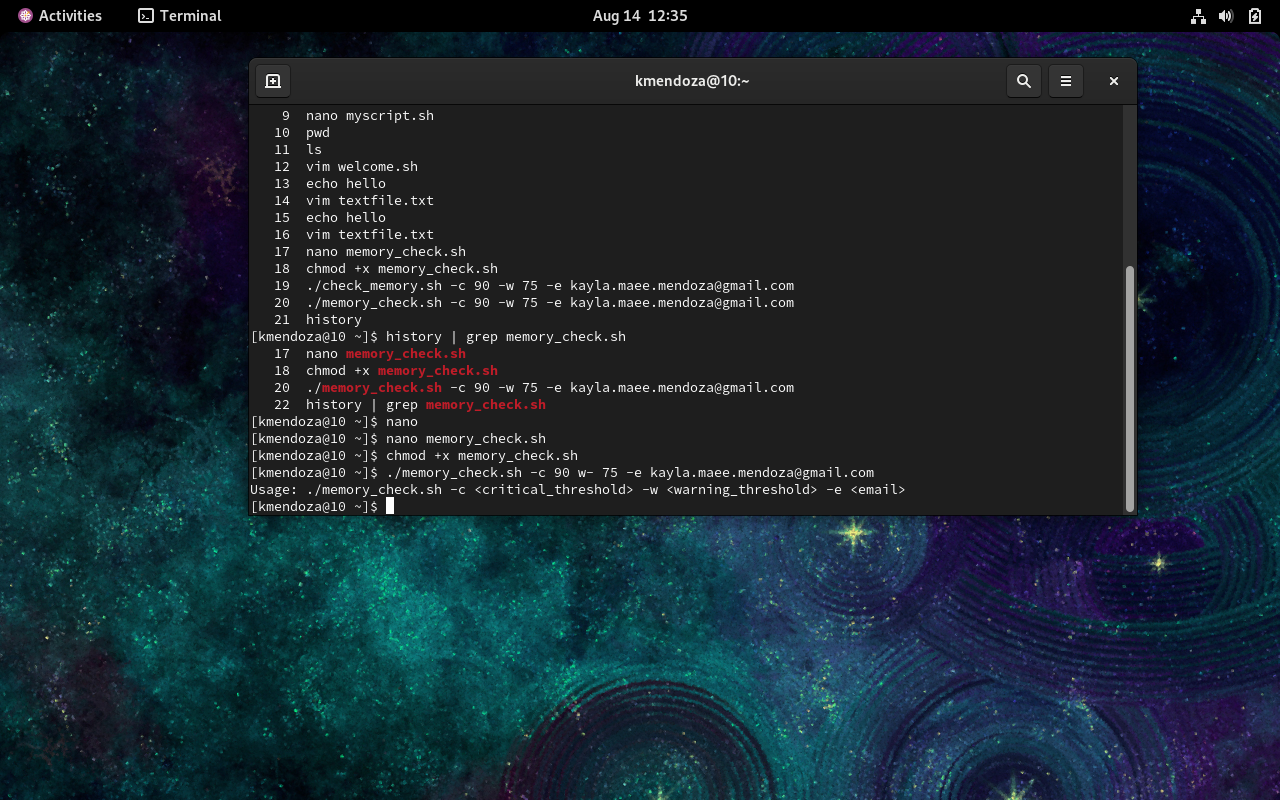 Activities Terminal Aug 14 12:35
kmendoza@10:~
9 nano myscript.sh
10 pwd
11 ls
12 vim welcome.sh
13 echo hello
14 vim textfile.txt
15 echo hello
16 vim textfile.txt
17 nano memory_check.sh
18 chmod +x memory_check.sh
19 ./check_memory.sh -c 90 -w 75 -e kayla.maee.mendoza@gmail.com
20 ./memory_check.sh -c 90 -w 75 -e kayla.maee.mendoza@gmail.com
21 history
[kmendoza@10 ~]$ history | grep memory_check.sh
17 nano memory_check.sh
18 chmod +x memory_check.sh
20 ./memory_check.sh -c 90 -w 75 -e kayla.maee.mendoza@gmail.com
22 history | grep memory_check.sh
[kmendoza@10 ~]$ nano
[kmendoza@10 ~]$ nano memory_check.sh
[kmendoza@10 ~]$ chmod +x memory_check.sh
[kmendoza@10 ~]$ ./memory_check.sh -c 90 w- 75 -e kayla.maee.mendoza@gmail.com
Usage: ./memory_check.sh -c <critical_threshold> -w <warning_threshold> -e <email>
[kmendoza@10 ~]$